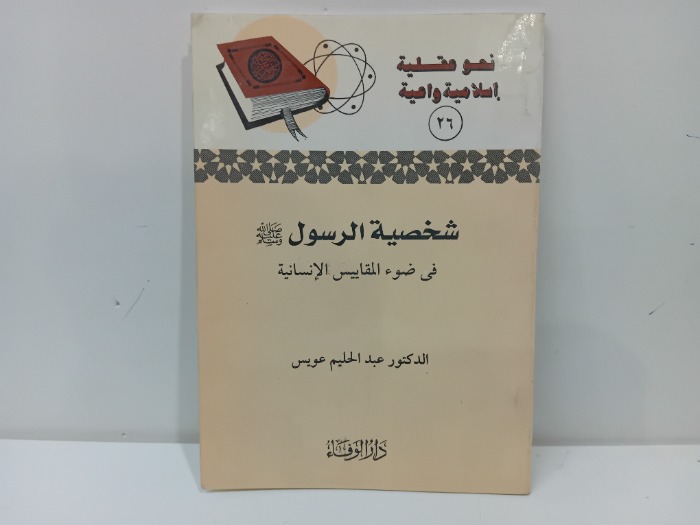 نحو عقلية
إسلامية واعية
٢٦
شخصية الرسول ﷺ
فى ضوء المقاييس الإنسانية
الدكتور عبد الحليم عويس
دار الوفاء